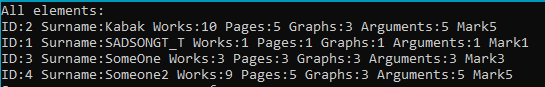 All elements:
ID:2 Surname:Kabak Works:10 Pages:5 Graphs:3 Arguments:5 Mark5
ID:1 Surname:SADSONGT_T Works:1 Pages:1 Graphs:1 Arguments:1 Mark1
ID:3 Surname:SomeOne Works:3 Pages:3 Graphs:3 Arguments:3 Mark3
ID:4 Surname:Someone2 Works:9 Pages:5 Graphs:3 Arguments:5 Mark5